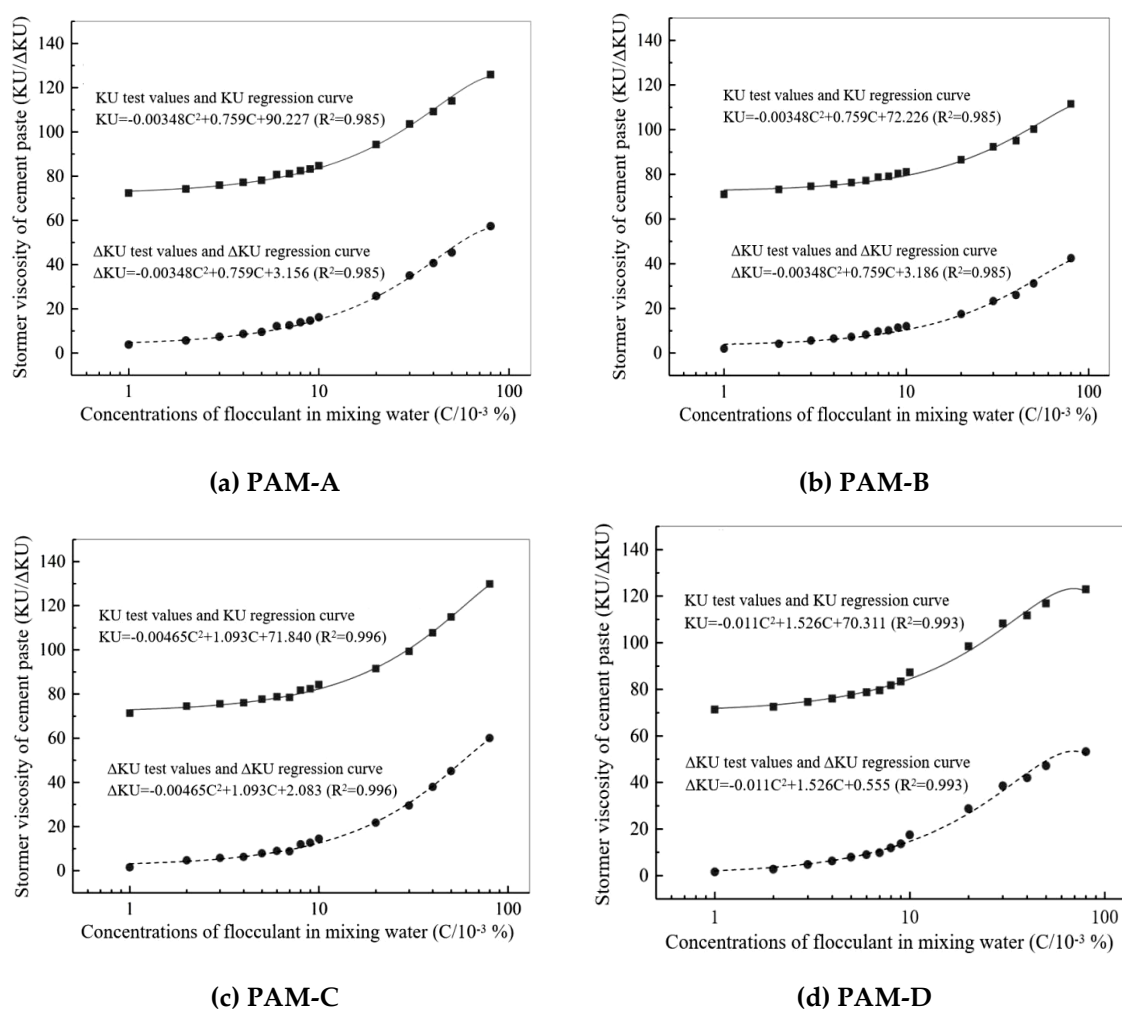 Stormer viscosity of cement paste (KU/ΔKU)
140
120
100
80
60
40
20
0
KU test values and KU regression curve
KU=-0.00348C²+0.759C+90.227 (R²=0.985)
ΔKU test values and ΔKU regression curve
ΔKU=-0.00348C²+0.759C+3.156 (R²=0.985)
1 10 100
Concentrations of flocculant in mixing water (C/10⁻³ %)
(a) PAM-A
Stormer viscosity of cement paste (KU/ΔKU)
140
120
100
80
60
40
20
0
KU test values and KU regression curve
KU=-0.00348C²+0.759C+72.226 (R²=0.985)
ΔKU test values and ΔKU regression curve
ΔKU=-0.00348C²+0.759C+3.186 (R²=0.985)
1 10 100
Concentrations of flocculant in mixing water (C/10⁻³ %)
(b) PAM-B
Stormer viscosity of cement paste (KU/ΔKU)
140
120
100
80
60
40
20
0
KU test values and KU regression curve
KU=-0.00465C²+1.093C+71.840 (R²=0.996)
ΔKU test values and ΔKU regression curve
ΔKU=-0.00465C²+1.093C+2.083 (R²=0.996)
1 10 100
Concentrations of flocculant in mixing water (C/10⁻³ %)
(c) PAM-C
Stormer viscosity of cement paste (KU/ΔKU)
140
120
100
80
60
40
20
0
KU test values and KU regression curve
KU=-0.011C²+1.526C+70.311 (R²=0.993)
ΔKU test values and ΔKU regression curve
ΔKU=-0.011C²+1.526C+0.555 (R²=0.993)
1 10 100
Concentrations of flocculant in mixing water (C/10⁻³ %)
(d) PAM-D